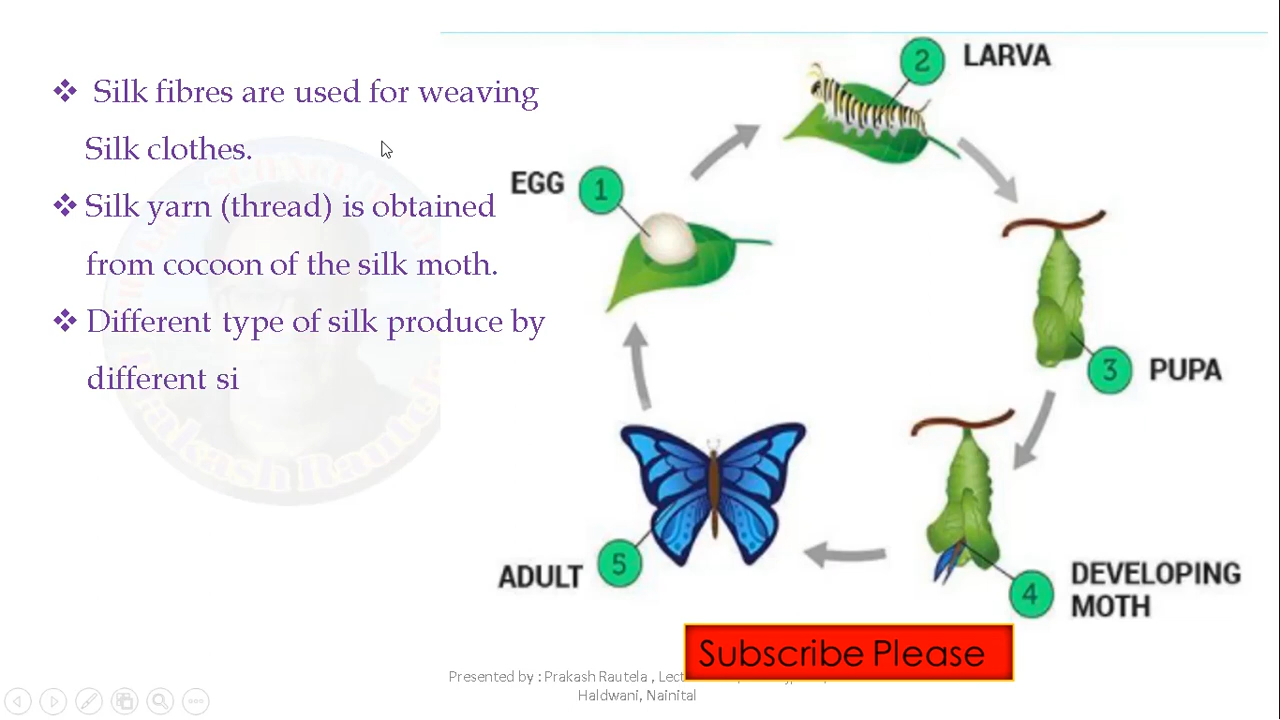 ❖ Silk fibres are used for weaving
Silk clothes.
❖ Silk yarn (thread) is obtained
from cocoon of the silk moth.
❖ Different type of silk produce by
different si
2 LARVA
EGG 1
3 PUPA
ADULT 5
4 DEVELOPING
MOTH
Subscribe Please
Presented by : Prakash Rautela ,
Haldwani, Nainital
Prakash Rautela